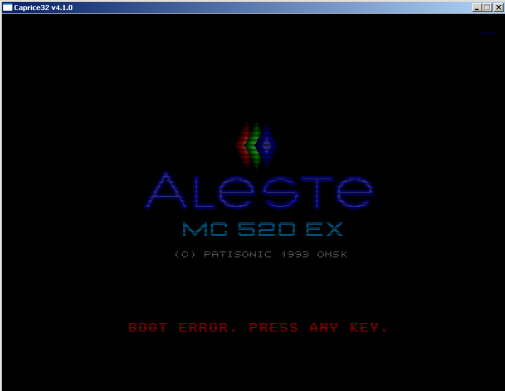 Caprice32 v4.1.0
ALeSTe
MC 520 EX
(C) PATISONIC 1993 OMSK
BOOT ERROR. PRESS ANY KEY.